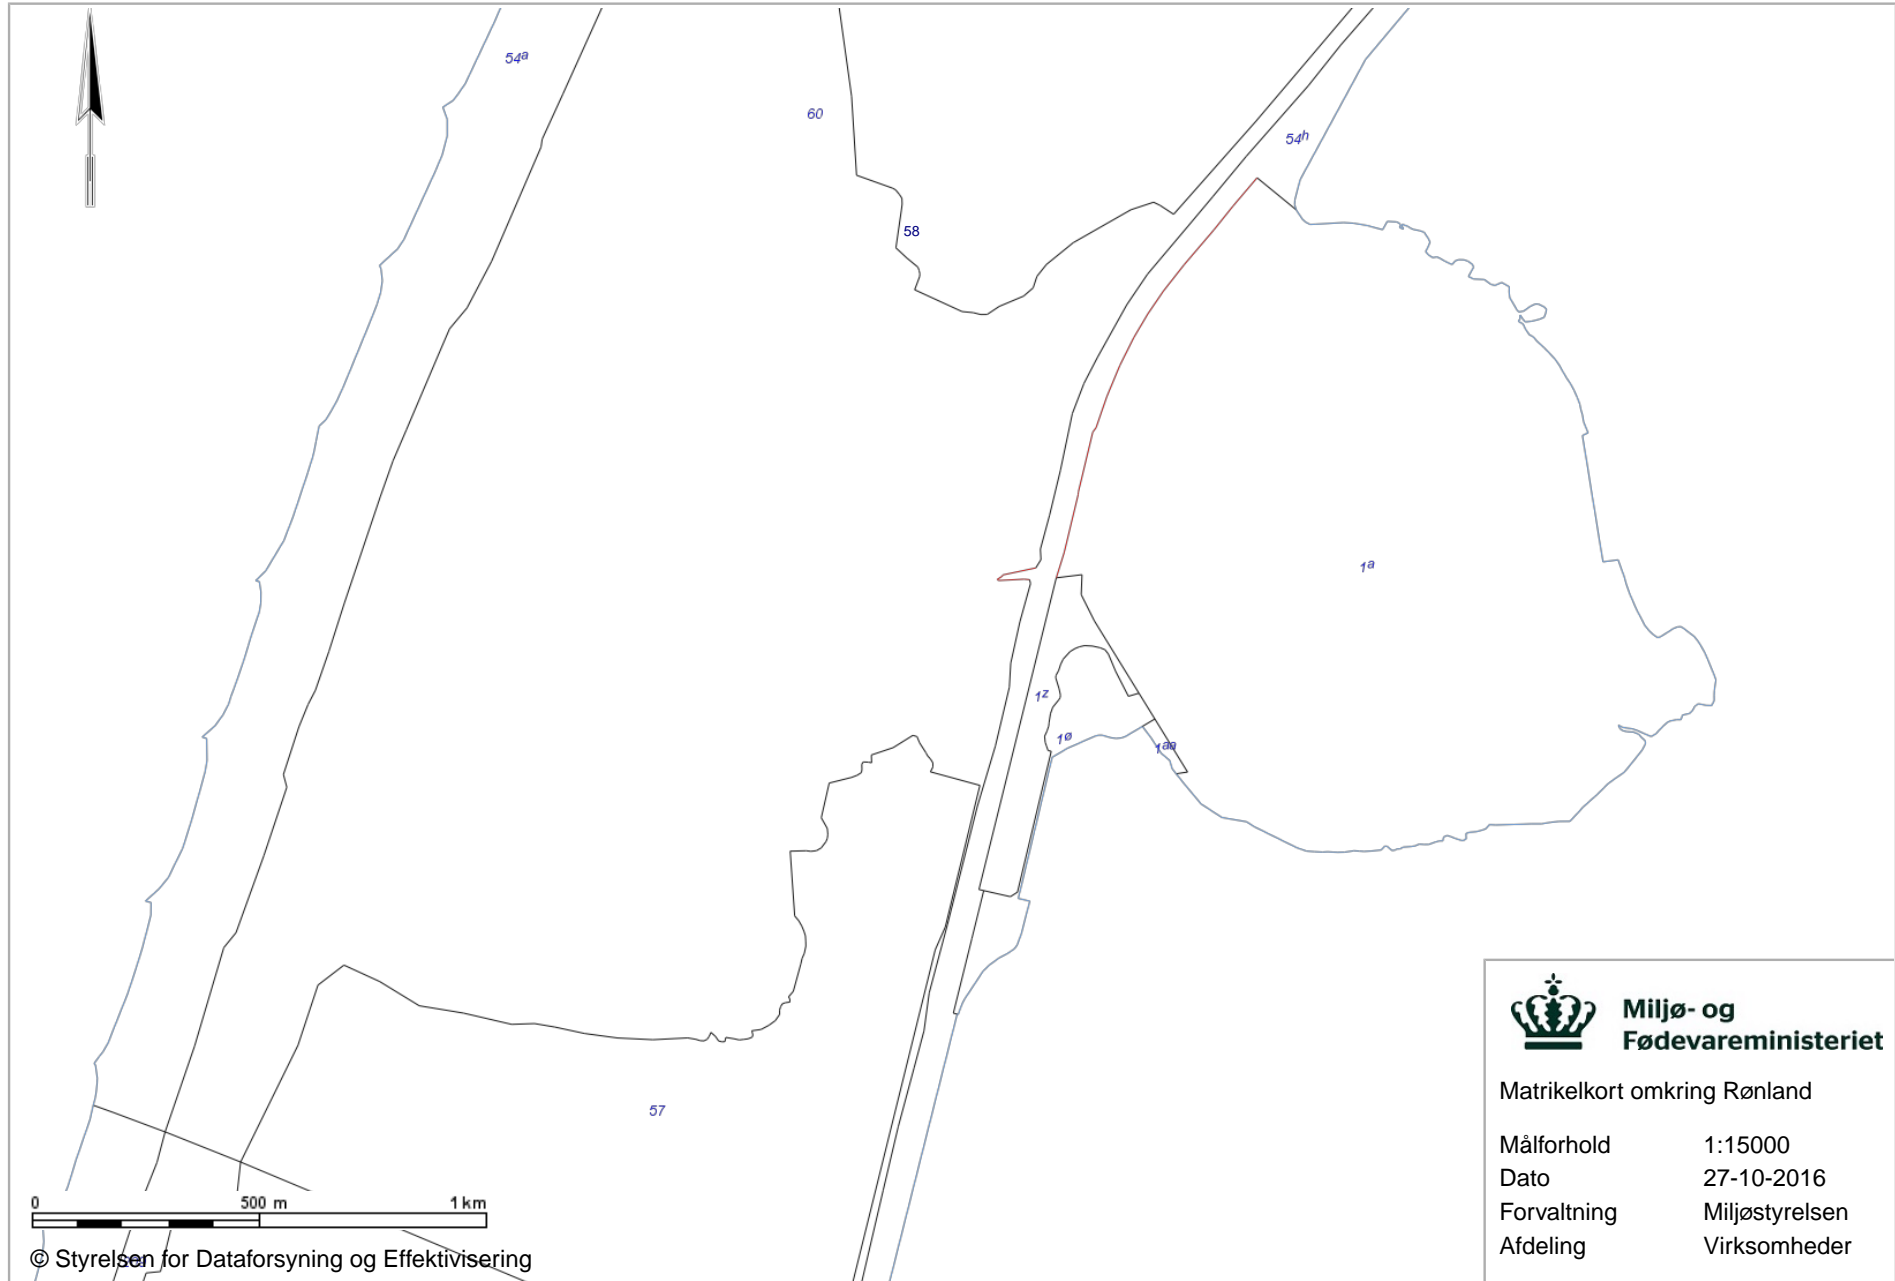 54a
60
54h
58
1a
1z
1ø
1aa
57
0 500 m 1 km
© Styrelsen for Dataforsyning og Effektivisering
Miljø- og
Fødevareministeriet
Matrikelkort omkring Rønland
Målforhold 1:15000
Dato 27-10-2016
Forvaltning Miljøstyrelsen
Afdeling Virksomheder